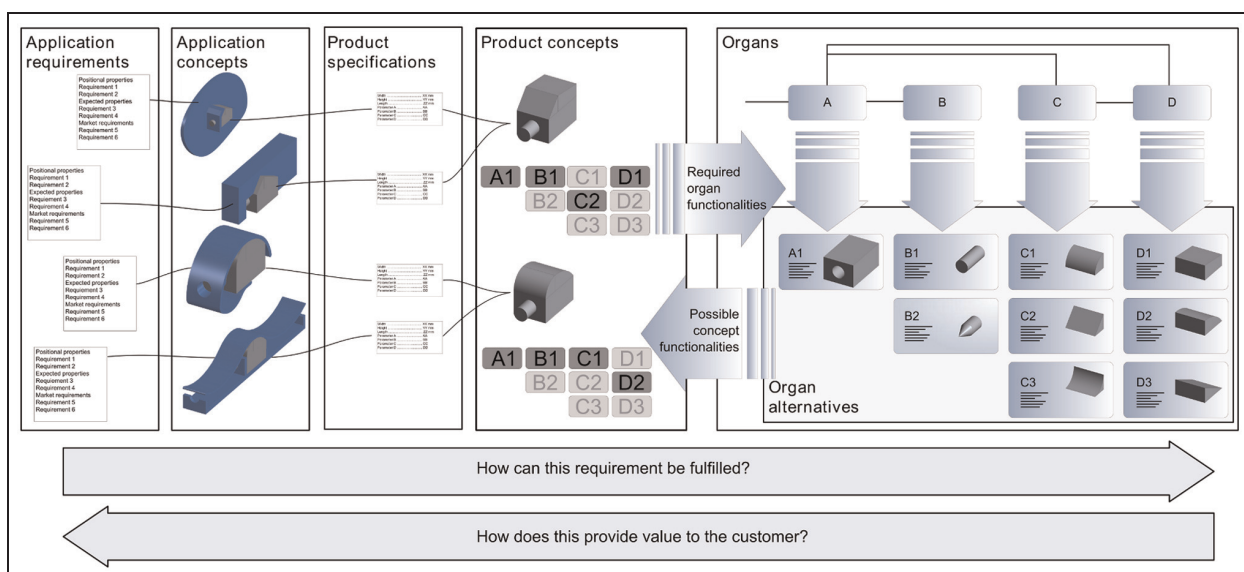 Application
requirements
Positional properties
Requirement 1
Requirement 2
Expected properties
Requiement 3
Requirement 4
Market requirements
Requirement 5
Requirement 6
Positional properties
Requirement 1
Requirement 2
Expected properties
Requiement 3
Requirement 4
Market requirements
Requirement 5
Requirement 6
Positional properties
Requirement 1
Requirement 2
Expected properties
Requiement 3
Requirement 4
Market requirements
Requirement 5
Requirement 6
Positional properties
Requirement 1
Requirement 2
Expected properties
Requiement 3
Requirement 4
Market requirements
Requirement 5
Requirement 6
Application
concepts
Product
specifications
Product concepts
A1 B1 C1 D1
B2 C2 D2
C3 D3
A1 B1 C1 D1
B2 C2 D2
C3 D3
Required
organ
functionalities
Possible
concept
functionalities
Organs
A B C D
A1 B1 C1 D1
B2 C2 D2
C3 D3
Organ
alternatives
How can this requirement be fulfilled?
How does this provide value to the customer?